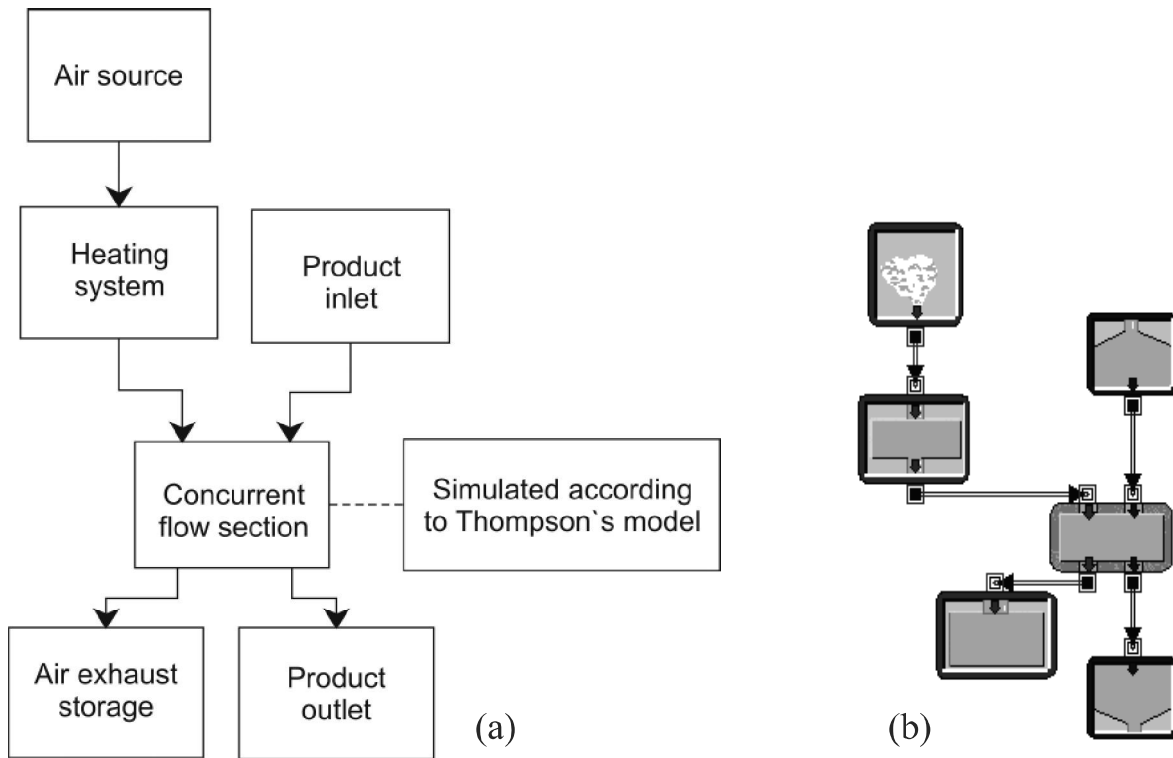 Air source
Heating
system
Product
inlet
Concurrent
flow section
Simulated according
to Thompson`s model
Air exhaust
storage
Product
outlet
(a)
(b)